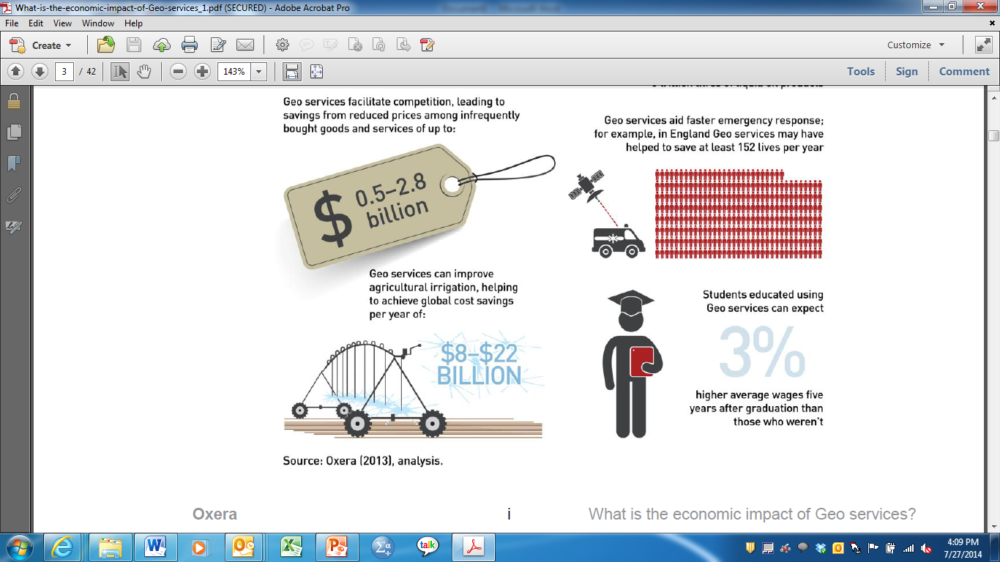 What-is-the-economic-impact-of-Geo-services_1.pdf (SECURED) - Adobe Acrobat Pro
File Edit View Window Help
Create
Customize
3 / 42
143%
Tools Sign Comment
Geo services facilitate competition, leading to
savings from reduced prices among infrequently
bought goods and services of up to:
$ 0.5–2.8
billion
Geo services can improve
agricultural irrigation, helping
to achieve global cost savings
per year of:
$8–$22
BILLION
Source: Oxera (2013), analysis.
Geo services aid faster emergency response;
for example, in England Geo services may have
helped to save at least 152 lives per year
Students educated using
Geo services can expect
3%
higher average wages five
years after graduation than
those who weren't
Oxera i What is the economic impact of Geo services?
talk
4:09 PM
7/27/2014